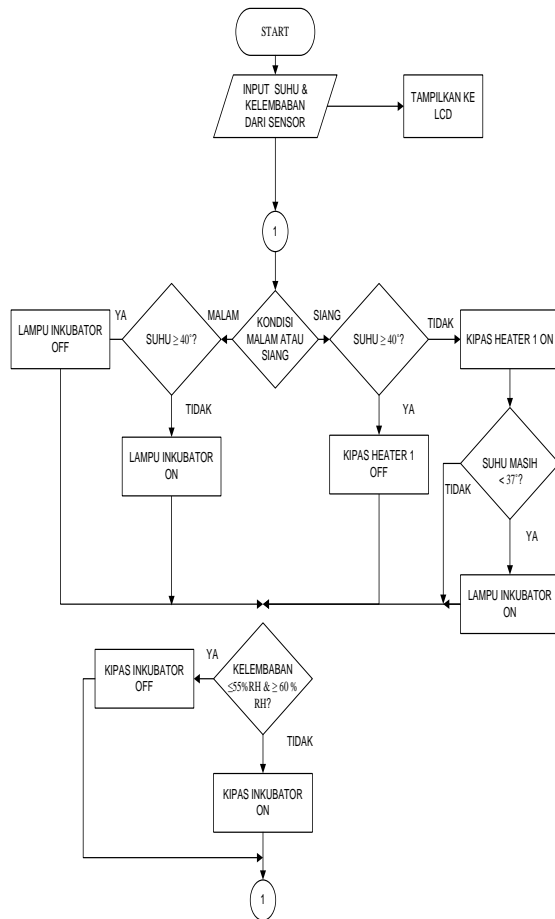 START
INPUT SUHU &
KELEMBABAN
DARI SENSOR
TAMPILKAN KE
LCD
1
YA
MALAM
KONDISI
MALAM ATAU
SIANG
SIANG
TIDAK
LAMPU INKUBATOR
OFF
SUHU ≥ 40˚?
SUHU ≥ 40˚?
KIPAS HEATER 1 ON
TIDAK
YA
LAMPU INKUBATOR
ON
KIPAS HEATER 1
OFF
SUHU MASIH
< 37˚?
TIDAK
YA
LAMPU INKUBATOR
ON
KIPAS INKUBATOR
OFF
YA
KELEMBABAN
≤55%RH & ≥ 60 %
RH?
TIDAK
KIPAS INKUBATOR
ON
1